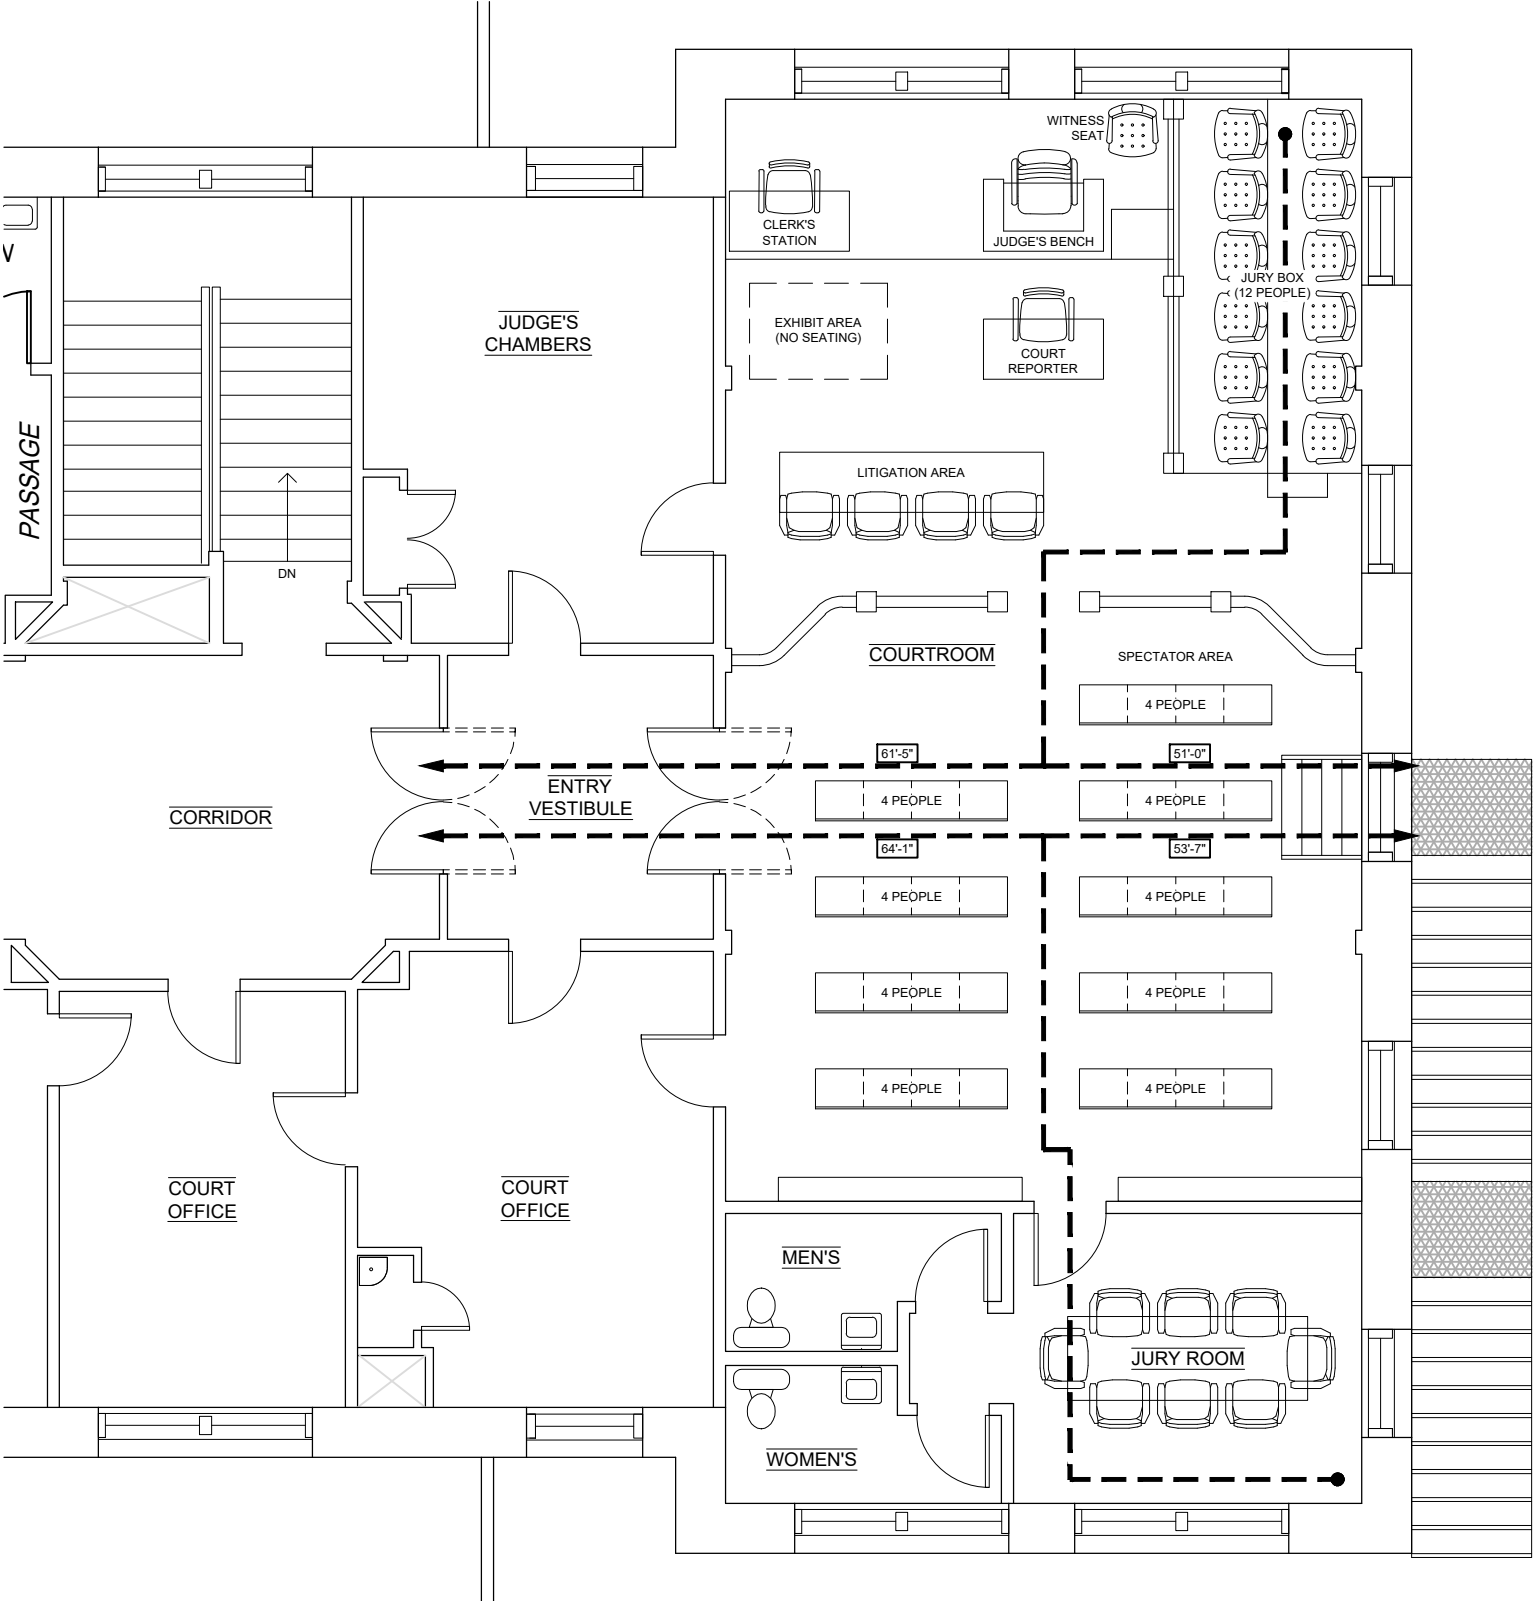 WITNESS
SEAT
CLERK'S
STATION
JUDGE'S BENCH
JURY BOX
(12 PEOPLE)
JUDGE'S
CHAMBERS
EXHIBIT AREA
(NO SEATING)
COURT
REPORTER
PASSAGE
LITIGATION AREA
DN
COURTROOM
SPECTATOR AREA
4 PEOPLE
61'-5"
51'-0"
ENTRY
VESTIBULE
4 PEOPLE
4 PEOPLE
CORRIDOR
64'-1"
53'-7"
4 PEOPLE
4 PEOPLE
4 PEOPLE
4 PEOPLE
4 PEOPLE
4 PEOPLE
COURT
OFFICE
COURT
OFFICE
MEN'S
JURY ROOM
WOMEN'S